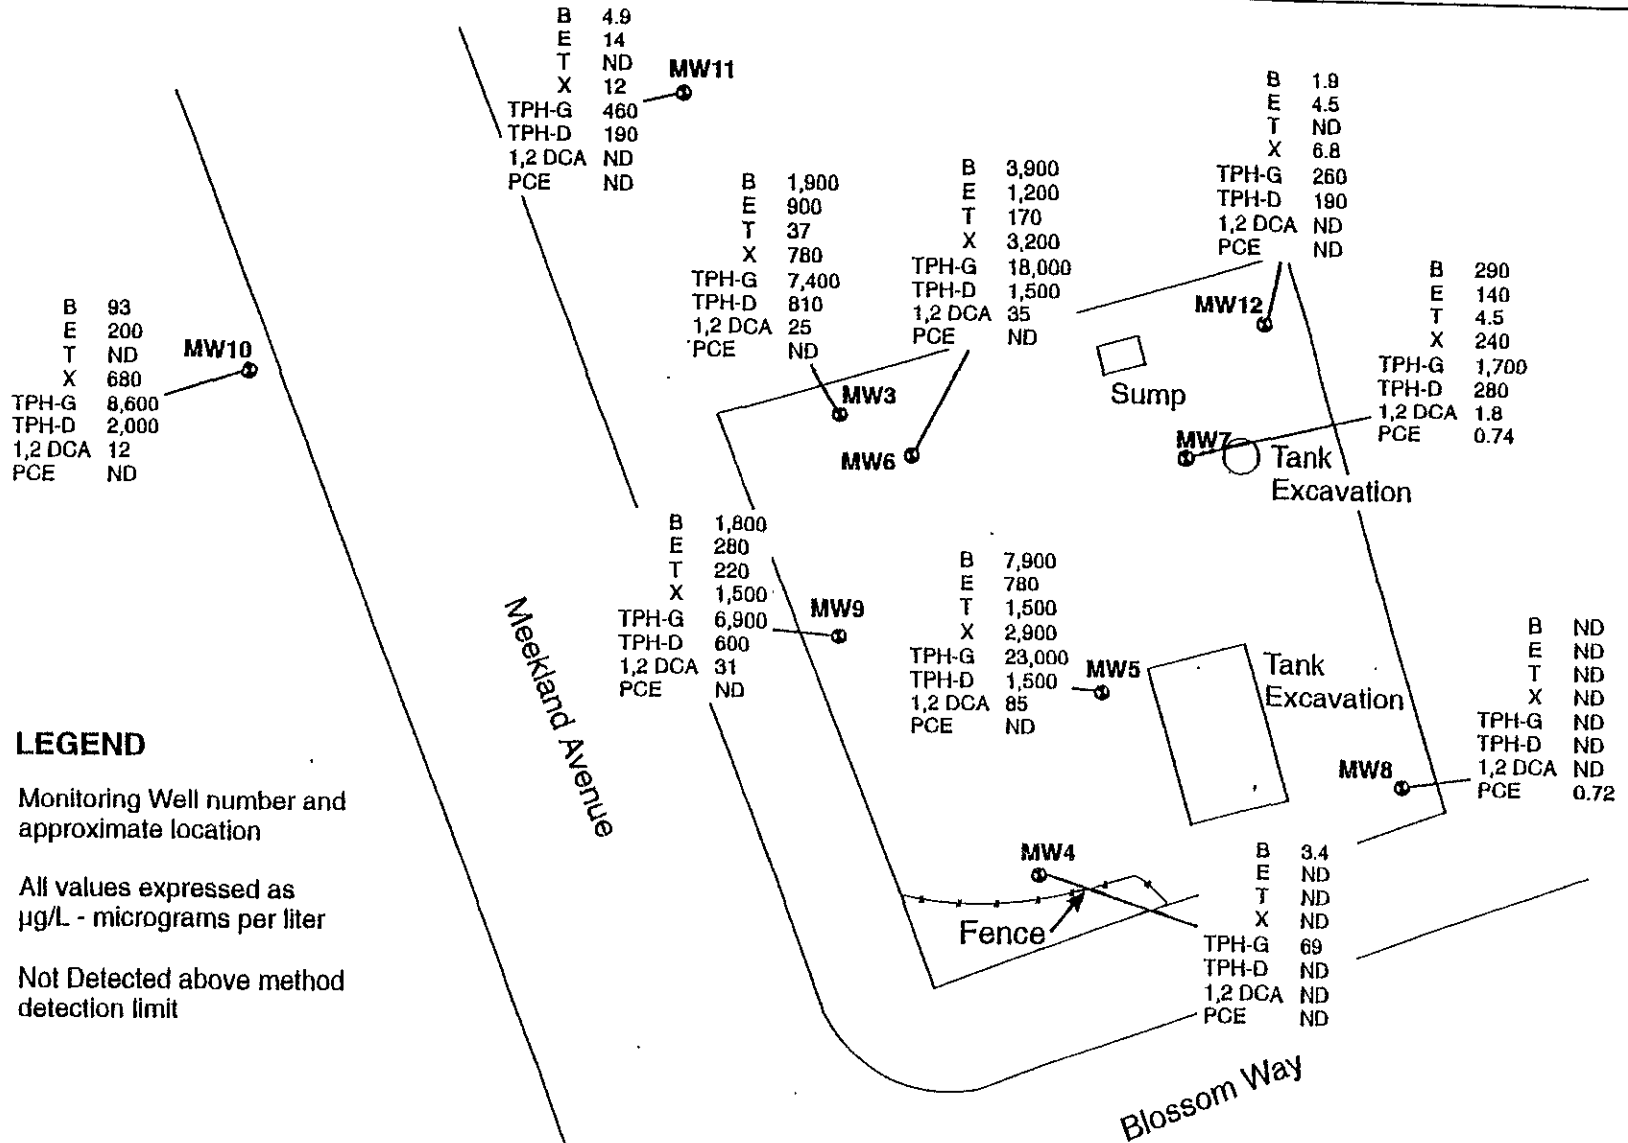 B 4.9
E 14
T ND
X 12
TPH-G 460
TPH-D 190
1,2 DCA ND
PCE ND
MW11
B 1.9
E 4.5
T ND
X 6.8
TPH-G 260
TPH-D 190
1,2 DCA ND
PCE ND
MW12
B 1,900
E 900
T 37
X 780
TPH-G 7,400
TPH-D 810
1,2 DCA 25
PCE ND
MW3
B 3,900
E 1,200
T 170
X 3,200
TPH-G 18,000
TPH-D 1,500
1,2 DCA 35
PCE ND
MW6
B 290
E 140
T 4.5
X 240
TPH-G 1,700
TPH-D 280
1,2 DCA 1.8
PCE 0.74
MW7
Sump
Tank
Excavation
B 93
E 200
T ND
X 680
TPH-G 8,600
TPH-D 2,000
1,2 DCA 12
PCE ND
MW10
B 1,800
E 280
T 220
X 1,500
TPH-G 6,900
TPH-D 600
1,2 DCA 31
PCE ND
MW9
B 7,900
E 780
T 1,500
X 2,900
TPH-G 23,000
TPH-D 1,500
1,2 DCA 85
PCE ND
MW5
Tank
Excavation
B ND
E ND
T ND
X ND
TPH-G ND
TPH-D ND
1,2 DCA ND
PCE 0.72
MW8
Meekland Avenue
LEGEND
Monitoring Well number and
approximate location
All values expressed as
µg/L - micrograms per liter
Not Detected above method
detection limit
MW4
Fence
B 3.4
E ND
T ND
X ND
TPH-G 69
TPH-D ND
1,2 DCA ND
PCE ND
Blossom Way